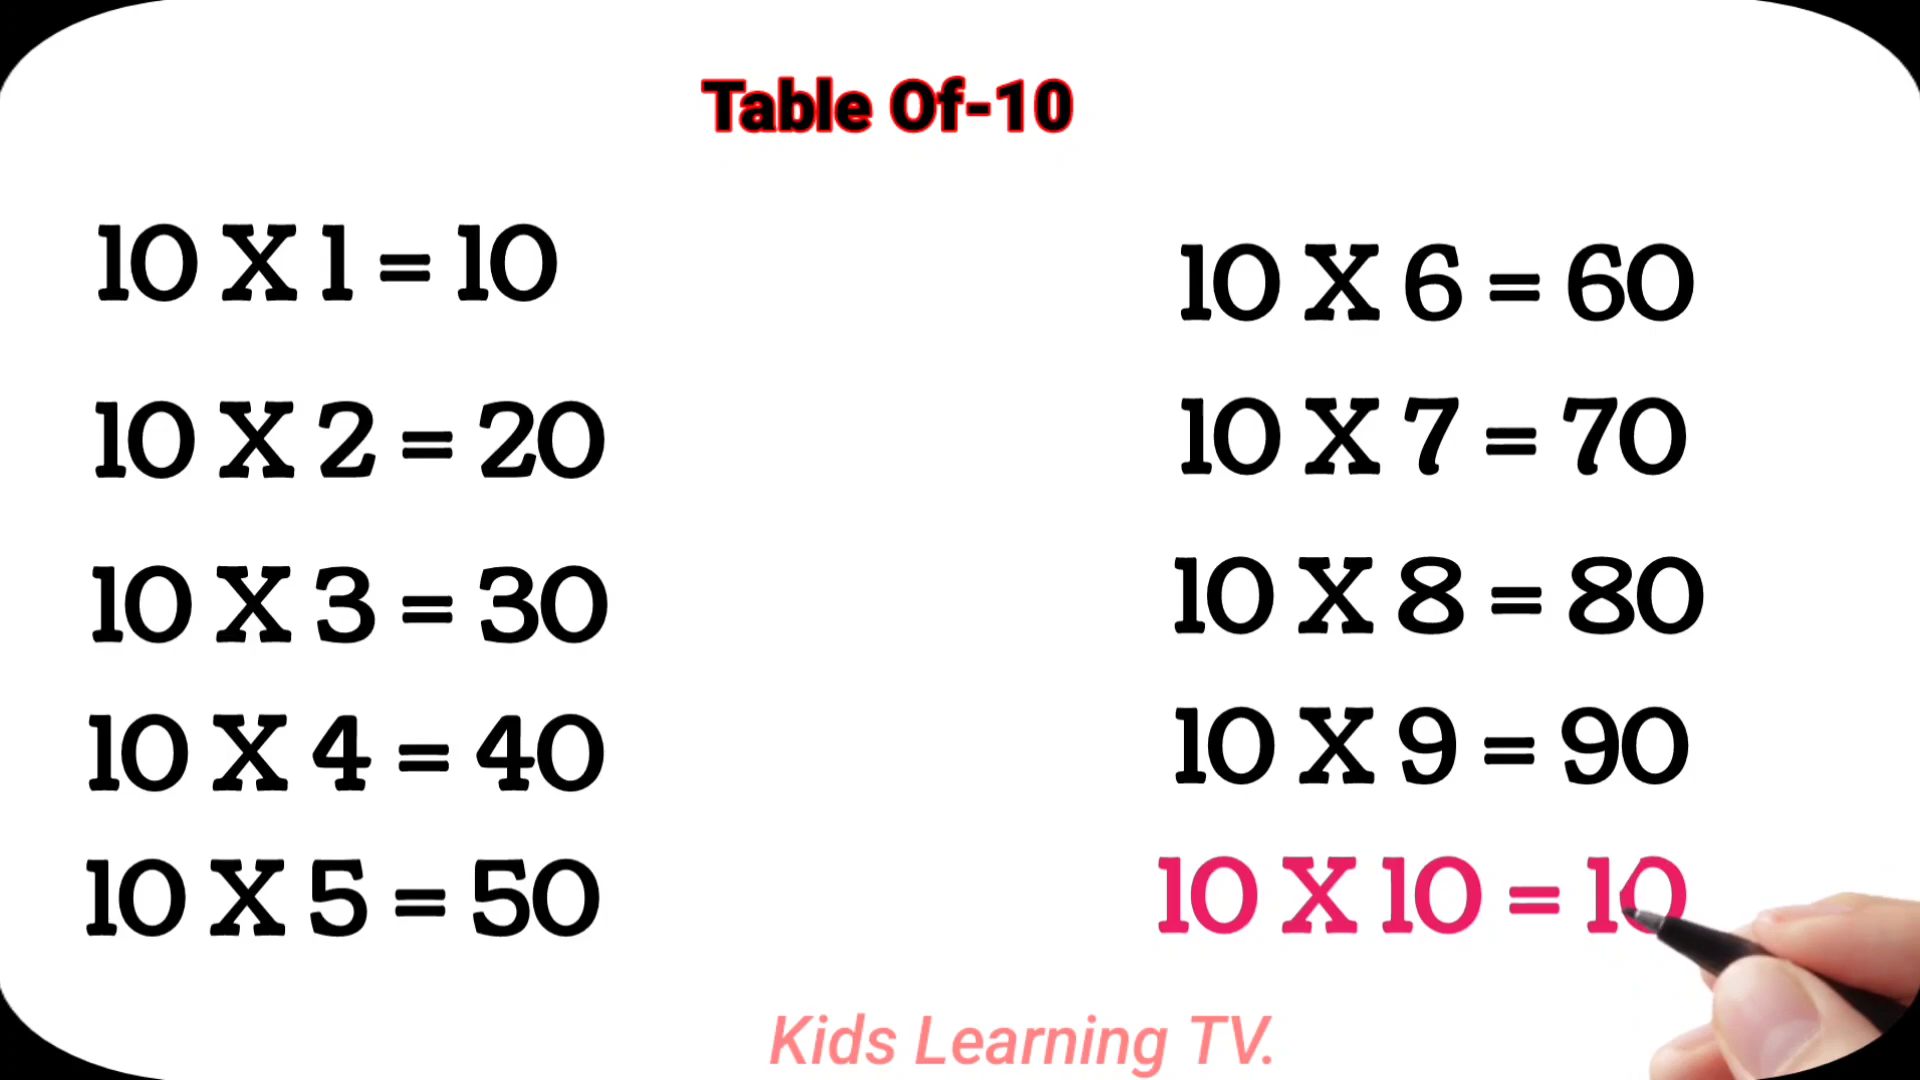 Table Of-10
10 X 1 = 10
10 X 2 = 20
10 X 3 = 30
10 X 4 = 40
10 X 5 = 50
10 X 6 = 60
10 X 7 = 70
10 X 8 = 80
10 X 9 = 90
10 X 10 = 10
Kids Learning TV.